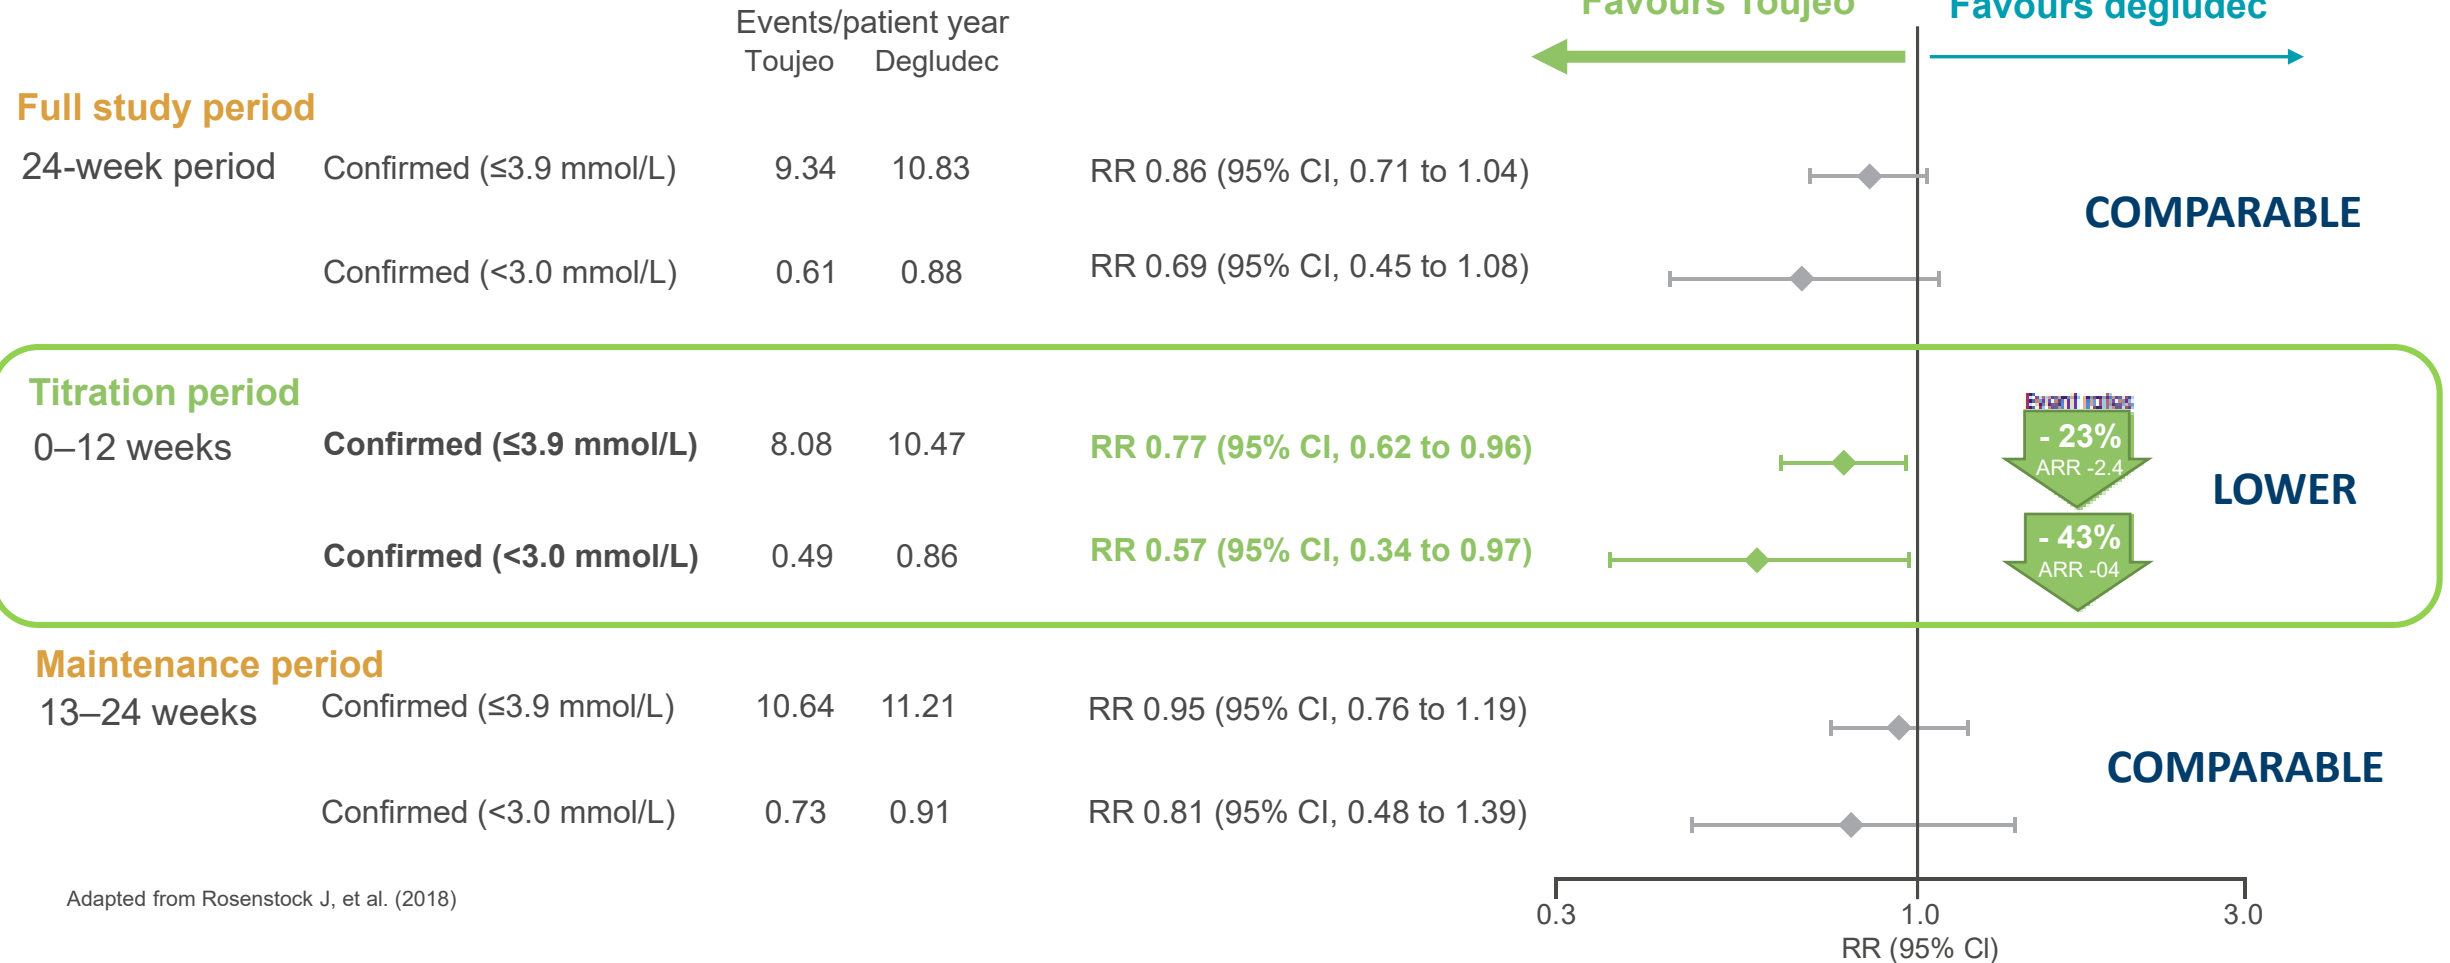 Favours Toujeo
Favours degludec
Events/patient year
Toujeo Degludec
Full study period
24-week period Confirmed (≤3.9 mmol/L) 9.34 10.83 RR 0.86 (95% CI, 0.71 to 1.04)
COMPARABLE
Confirmed (<3.0 mmol/L) 0.61 0.88 RR 0.69 (95% CI, 0.45 to 1.08)
Titration period
Event rates
0–12 weeks Confirmed (≤3.9 mmol/L) 8.08 10.47 RR 0.77 (95% CI, 0.62 to 0.96)
- 23%
ARR -2.4
LOWER
Confirmed (<3.0 mmol/L) 0.49 0.86 RR 0.57 (95% CI, 0.34 to 0.97)
- 43%
ARR -04
Maintenance period
13–24 weeks Confirmed (≤3.9 mmol/L) 10.64 11.21 RR 0.95 (95% CI, 0.76 to 1.19)
COMPARABLE
Confirmed (<3.0 mmol/L) 0.73 0.91 RR 0.81 (95% CI, 0.48 to 1.39)
Adapted from Rosenstock J, et al. (2018)
0.3 1.0 3.0
RR (95% CI)